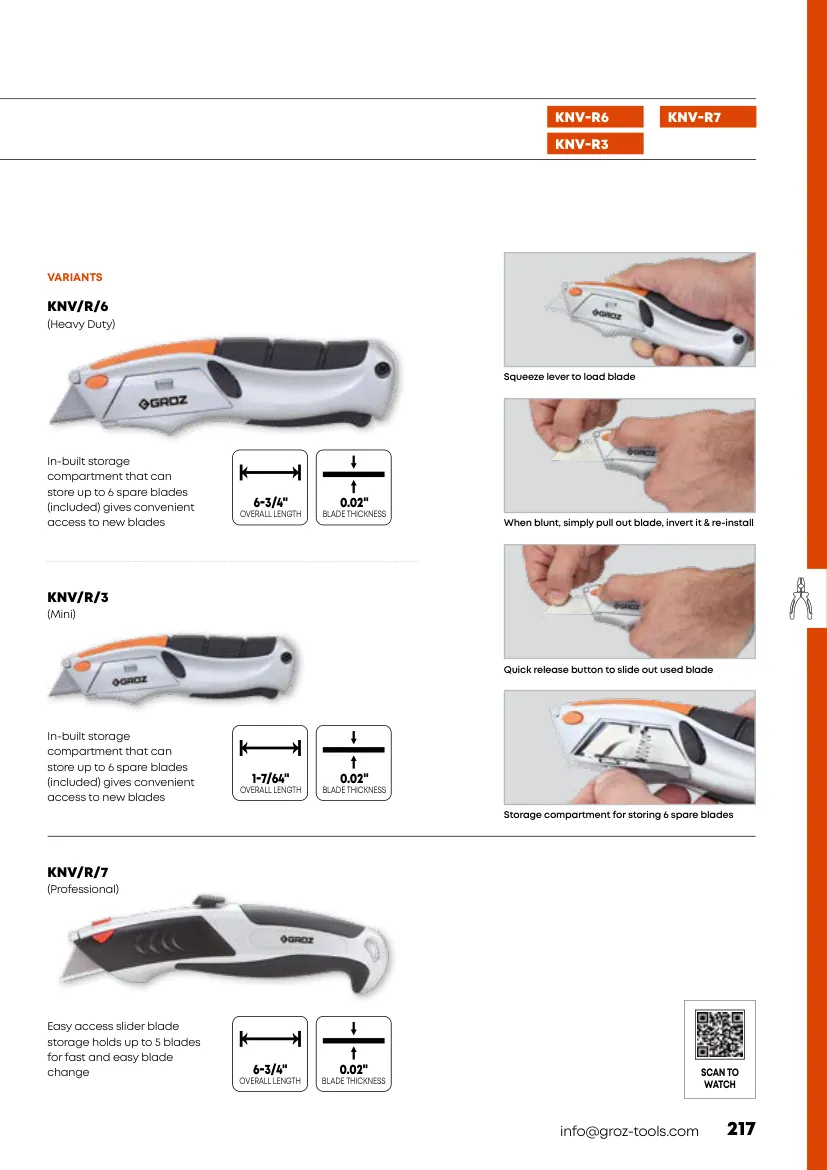 KNV-R6
KNV-R7
KNV-R3
VARIANTS
KNV/R/6
(Heavy Duty)
GROZ
In-built storage
compartment that can
store up to 6 spare blades
(included) gives convenient
access to new blades
6-3/4"
OVERALL LENGTH
0.02"
BLADE THICKNESS
KNV/R/3
(Mini)
GROZ
In-built storage
compartment that can
store up to 6 spare blades
(included) gives convenient
access to new blades
1-7/64"
OVERALL LENGTH
0.02"
BLADE THICKNESS
GROZ
Squeeze lever to load blade
GROZ
When blunt, simply pull out blade, invert it & re-install
GROZ
Quick release button to slide out used blade
Storage compartment for storing 6 spare blades
KNV/R/7
(Professional)
GROZ
Easy access slider blade
storage holds up to 5 blades
for fast and easy blade
change
6-3/4"
OVERALL LENGTH
0.02"
BLADE THICKNESS
SCAN TO
WATCH
info@groz-tools.com
217